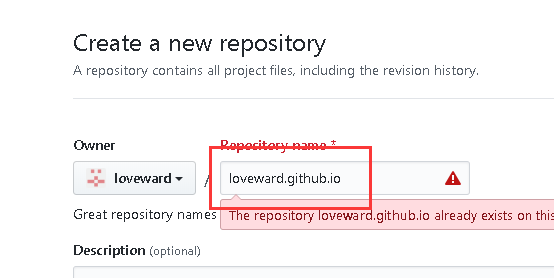 Create a new repository
A repository contains all project files, including the revision history.
Owner
Repository name *
loveward
/
loveward.github.io
Great repository names
The repository loveward.github.io already exists on this
Description (optional)